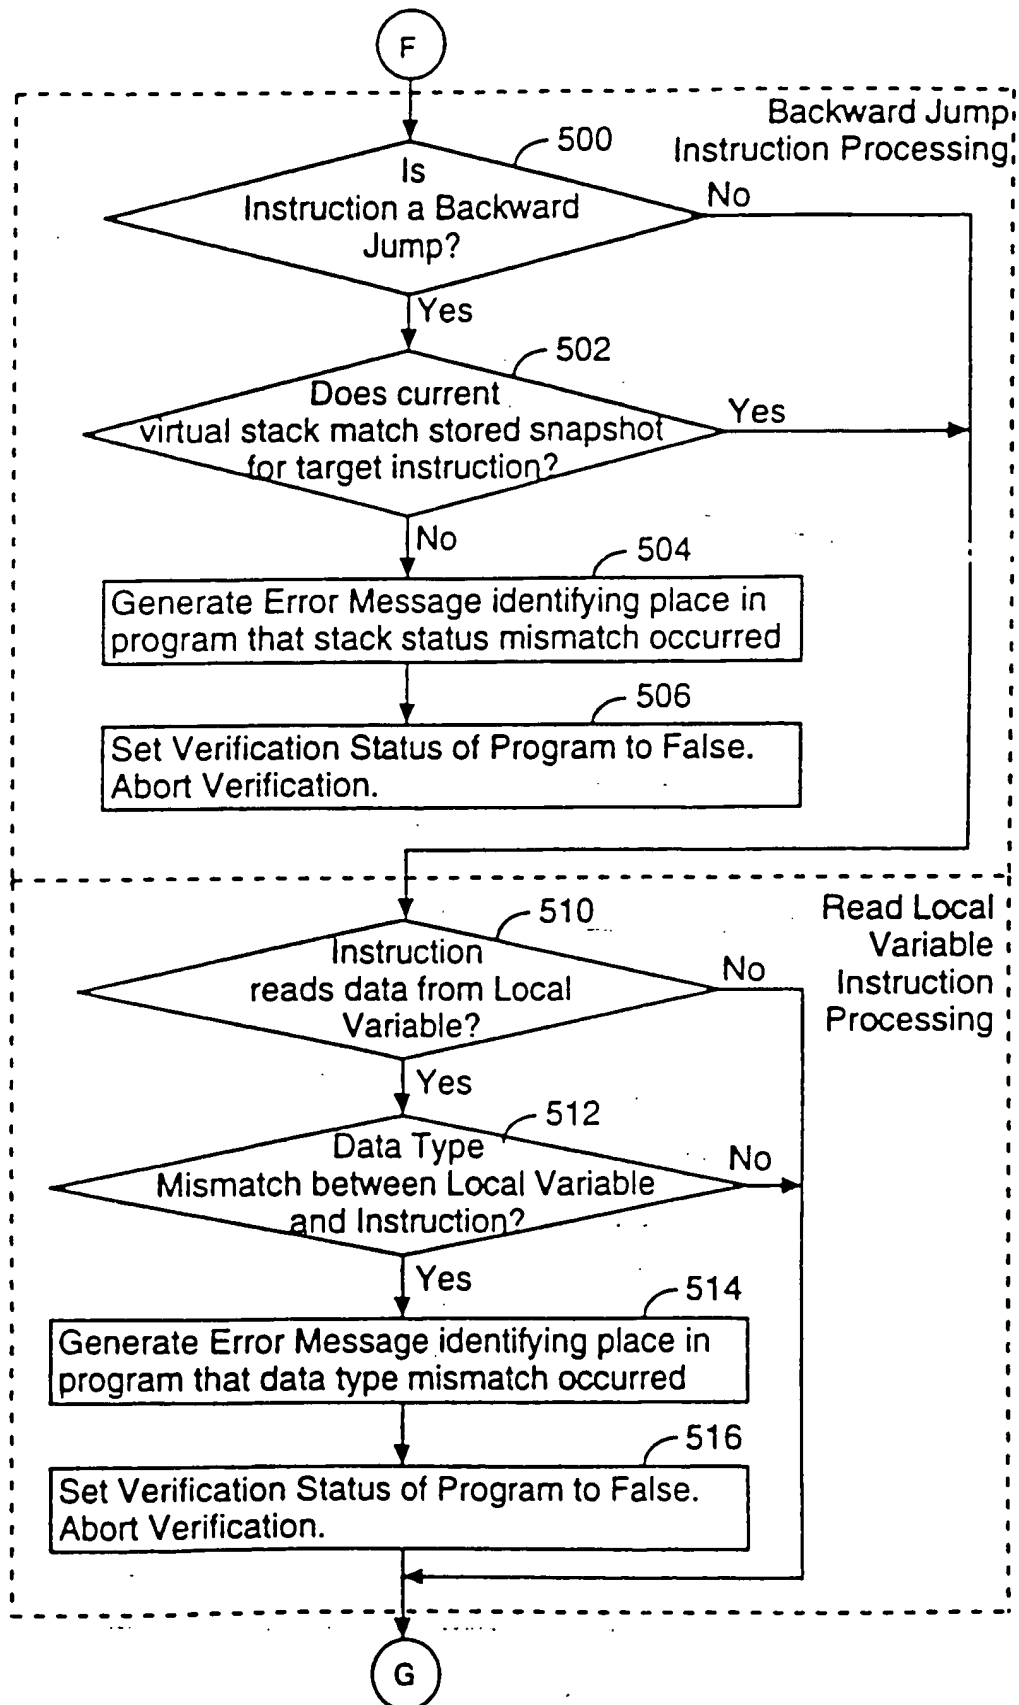 F
Backward Jump
Instruction Processing
500
Is
Instruction a Backward
Jump?
No
Yes
502
Does current
virtual stack match stored snapshot
for target instruction?
Yes
No
504
Generate Error Message identifying place in
program that stack status mismatch occurred
506
Set Verification Status of Program to False.
Abort Verification.
Read Local
Variable
Instruction
Processing
510
Instruction
reads data from Local
Variable?
No
Yes
512
Data Type
Mismatch between Local Variable
and Instruction?
No
Yes
514
Generate Error Message identifying place in
program that data type mismatch occurred
516
Set Verification Status of Program to False.
Abort Verification.
G